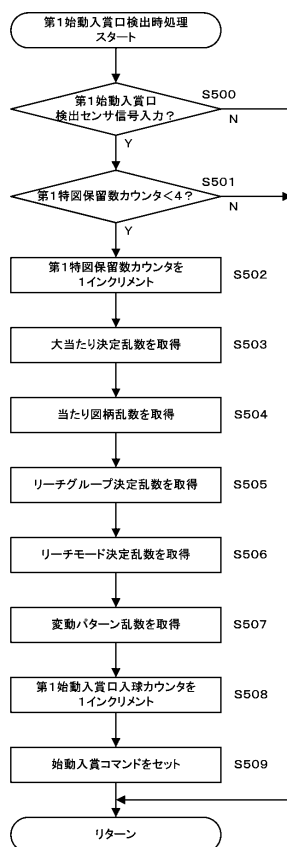 第1始動入賞口検出時処理
スタート
S500
第1始動入賞口
検出センサ信号入力?
N
Y
S501
第1特図保留数カウンタ<4?
N
Y
第1特図保留数カウンタを
1インクリメント
S502
大当たり決定乱数を取得
S503
当たり図柄乱数を取得
S504
リーチグループ決定乱数を取得
S505
リーチモード決定乱数を取得
S506
変動パターン乱数を取得
S507
第1始動入賞口入球カウンタを
1インクリメント
S508
始動入賞コマンドをセット
S509
リターン